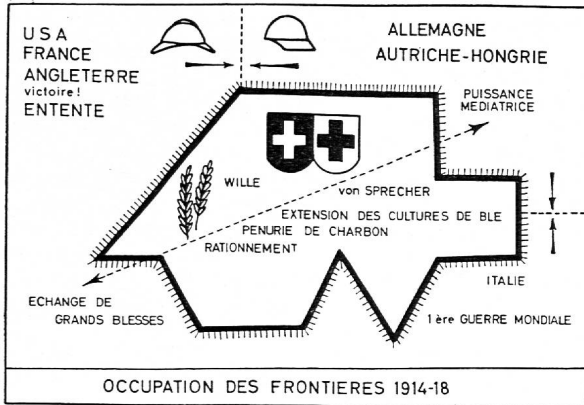 USA
FRANCE
ANGLETERRE
victoire!
ENTENTE
ALLEMAGNE
AUTRICHE-HONGRIE
PUISSANCE
MEDIATRICE
WILLE
von SPRECHER
EXTENSION DES CULTURES DE BLE
PENURIE DE CHARBON
RATIONNEMENT
ECHANGE DE
GRANDS BLESSES
ITALIE
1ère GUERRE MONDIALE
OCCUPATION DES FRONTIERES 1914-18